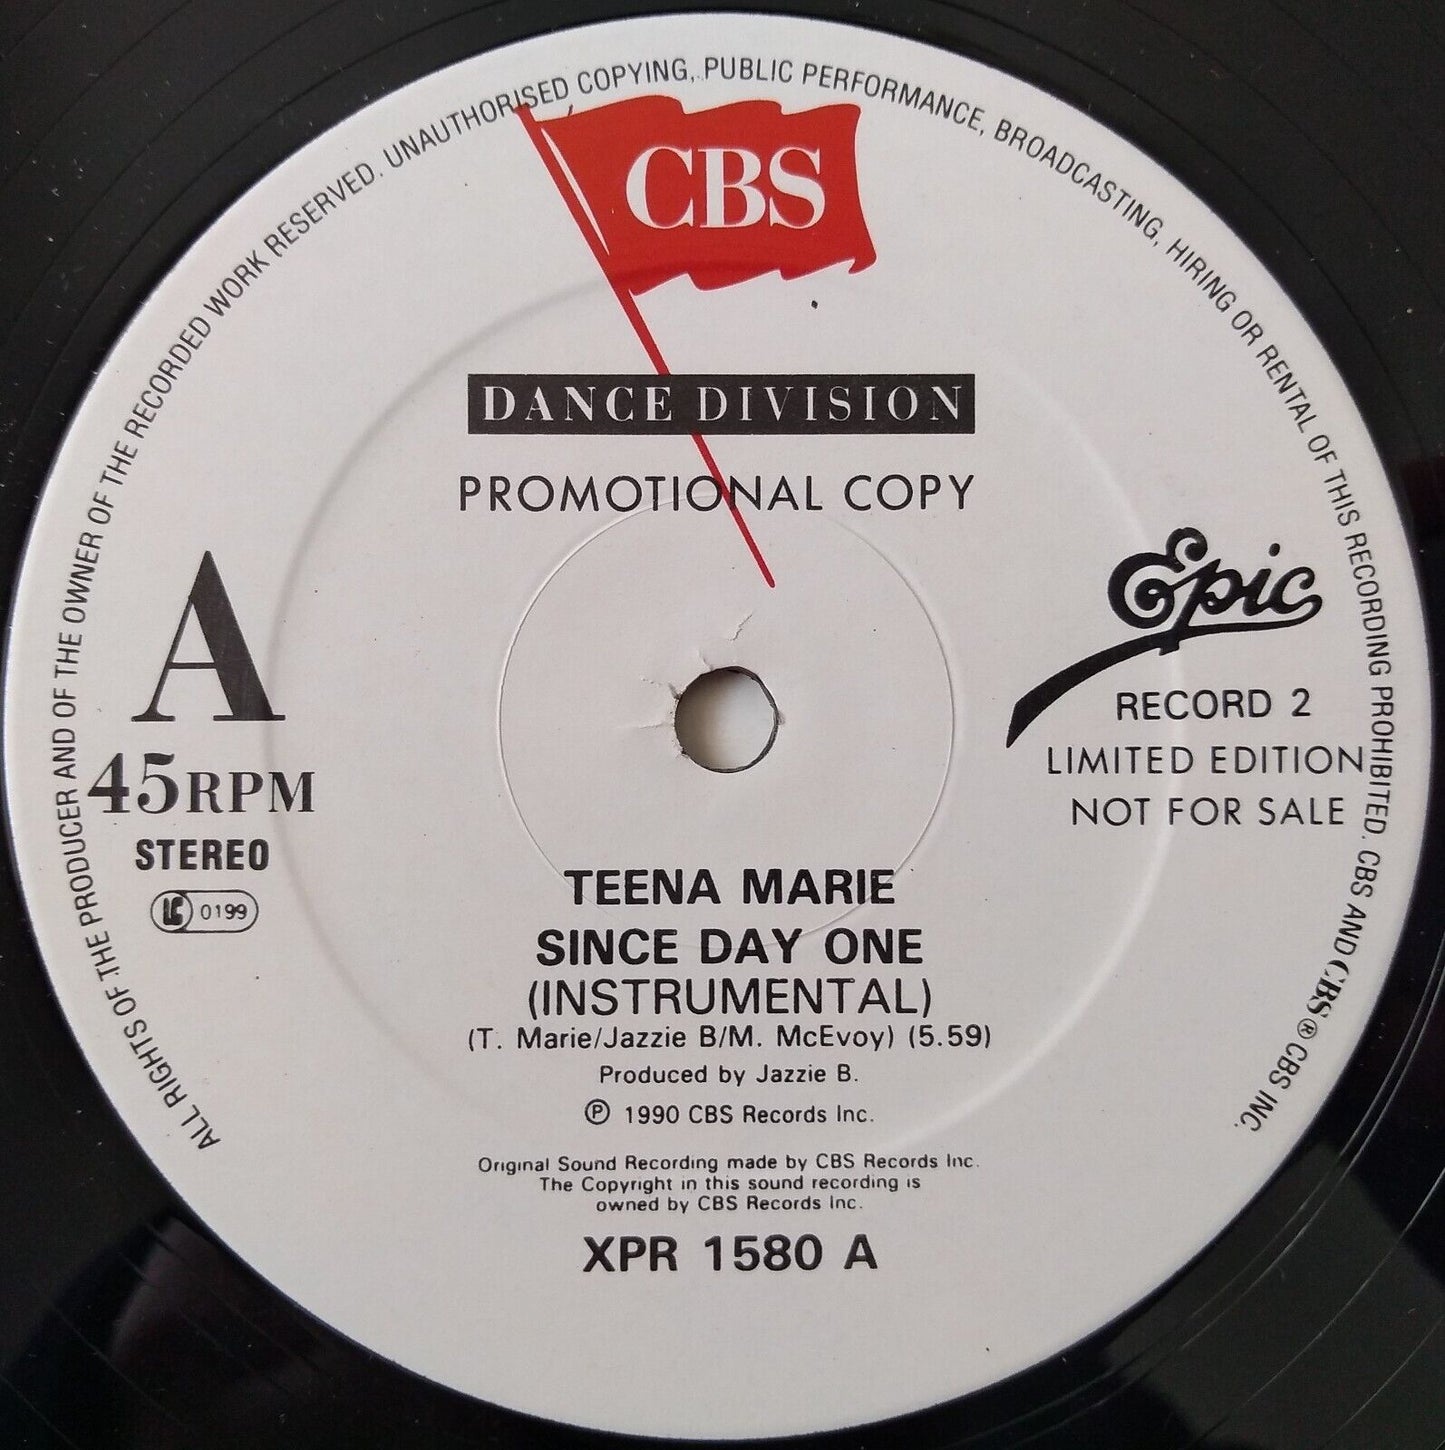 ALL RIGHTS OF THE PRODUCER AND OF THE OWNER OF THE RECORDED WORK RESERVED. UNAUTHORISED COPYING, PUBLIC PERFORMANCE, BROADCASTING, HIRING OR RENTAL OF THIS RECORDING PROHIBITED. CBS AND CBS ® CBS INC.
CBS
DANCE DIVISION
PROMOTIONAL COPY
A
45RPM
STEREO
LC 0199
Epic
RECORD 2
LIMITED EDITION
NOT FOR SALE
TEENA MARIE
SINCE DAY ONE
(INSTRUMENTAL)
(T. Marie/Jazzie B/M. McEvoy) (5.59)
Produced by Jazzie B.
℗ 1990 CBS Records Inc.
Original Sound Recording made by CBS Records Inc.
The Copyright in this sound recording is
owned by CBS Records Inc.
XPR 1580 A